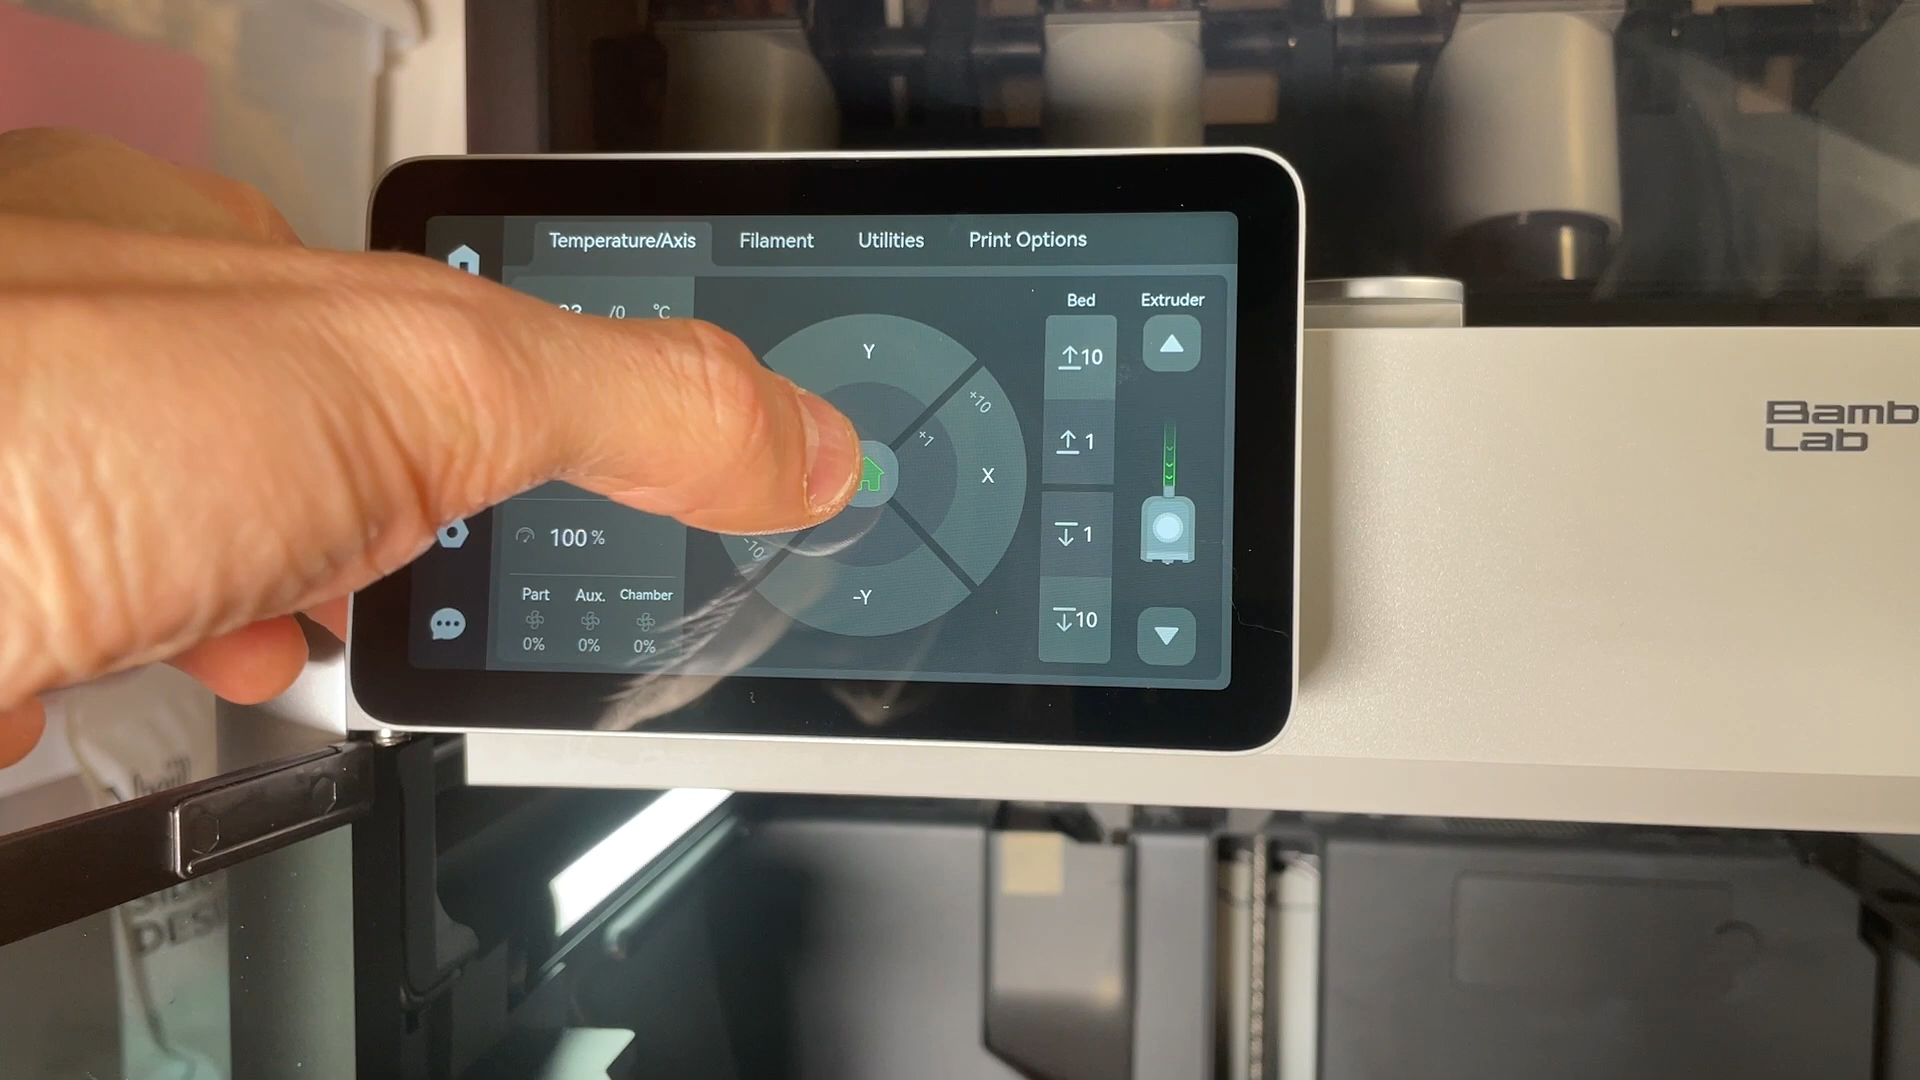 Temperature/Axis Filament Utilities Print Options
/0 °C
100 %
Part Aux. Chamber
0% 0% 0%
Y
+10
+1
X
-10
-Y
Bed
10
1
1
10
Extruder
Bamb
Lab